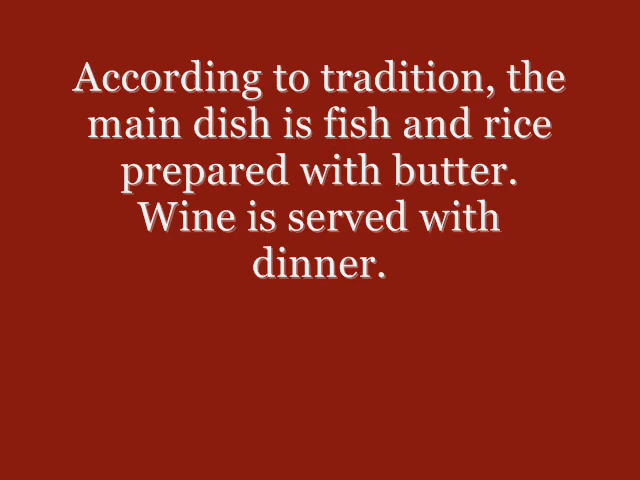 According to tradition, the
main dish is fish and rice
prepared with butter.
Wine is served with
dinner.